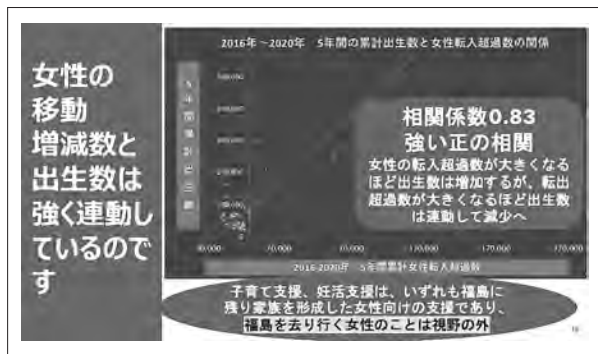 女性の
移動
増減数と
出生数は
強く連動し
ているので
す
2016年～2020年 5年間の累計出生数と女性転入超過数の関係
相関係数0.83
強い正の相関
女性の転入超過数が大きくなる
ほど出生数は増加するが、転出
超過数が大きくなるほど出生数
は連動して減少へ
70,000
120,000
170,000
2016-2020年 5年間累計女性転入超過数
子育て支援、妊活支援は、いずれも福島に
残り家族を形成した女性向けの支援であり、
福島を去り行く女性のことは視野の外